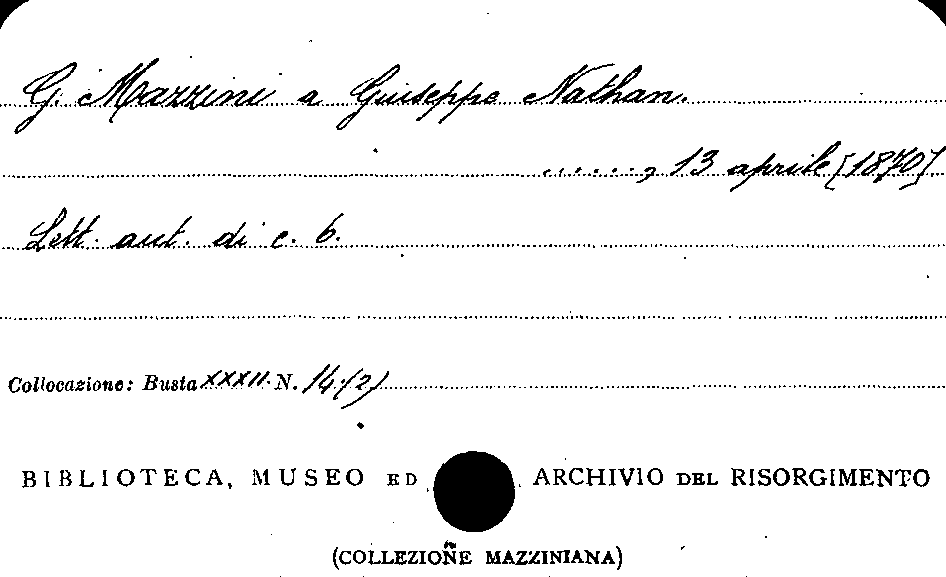 G. Mazzini a Giuseppe Nathan.
......, 13 aprile [1870].
Lett. aut. di c. 6.
Collocazione: Busta XXXII. N. 14(2)
BIBLIOTECA, MUSEO ED ARCHIVIO DEL RISORGIMENTO
(COLLEZIONE MAZZINIANA)